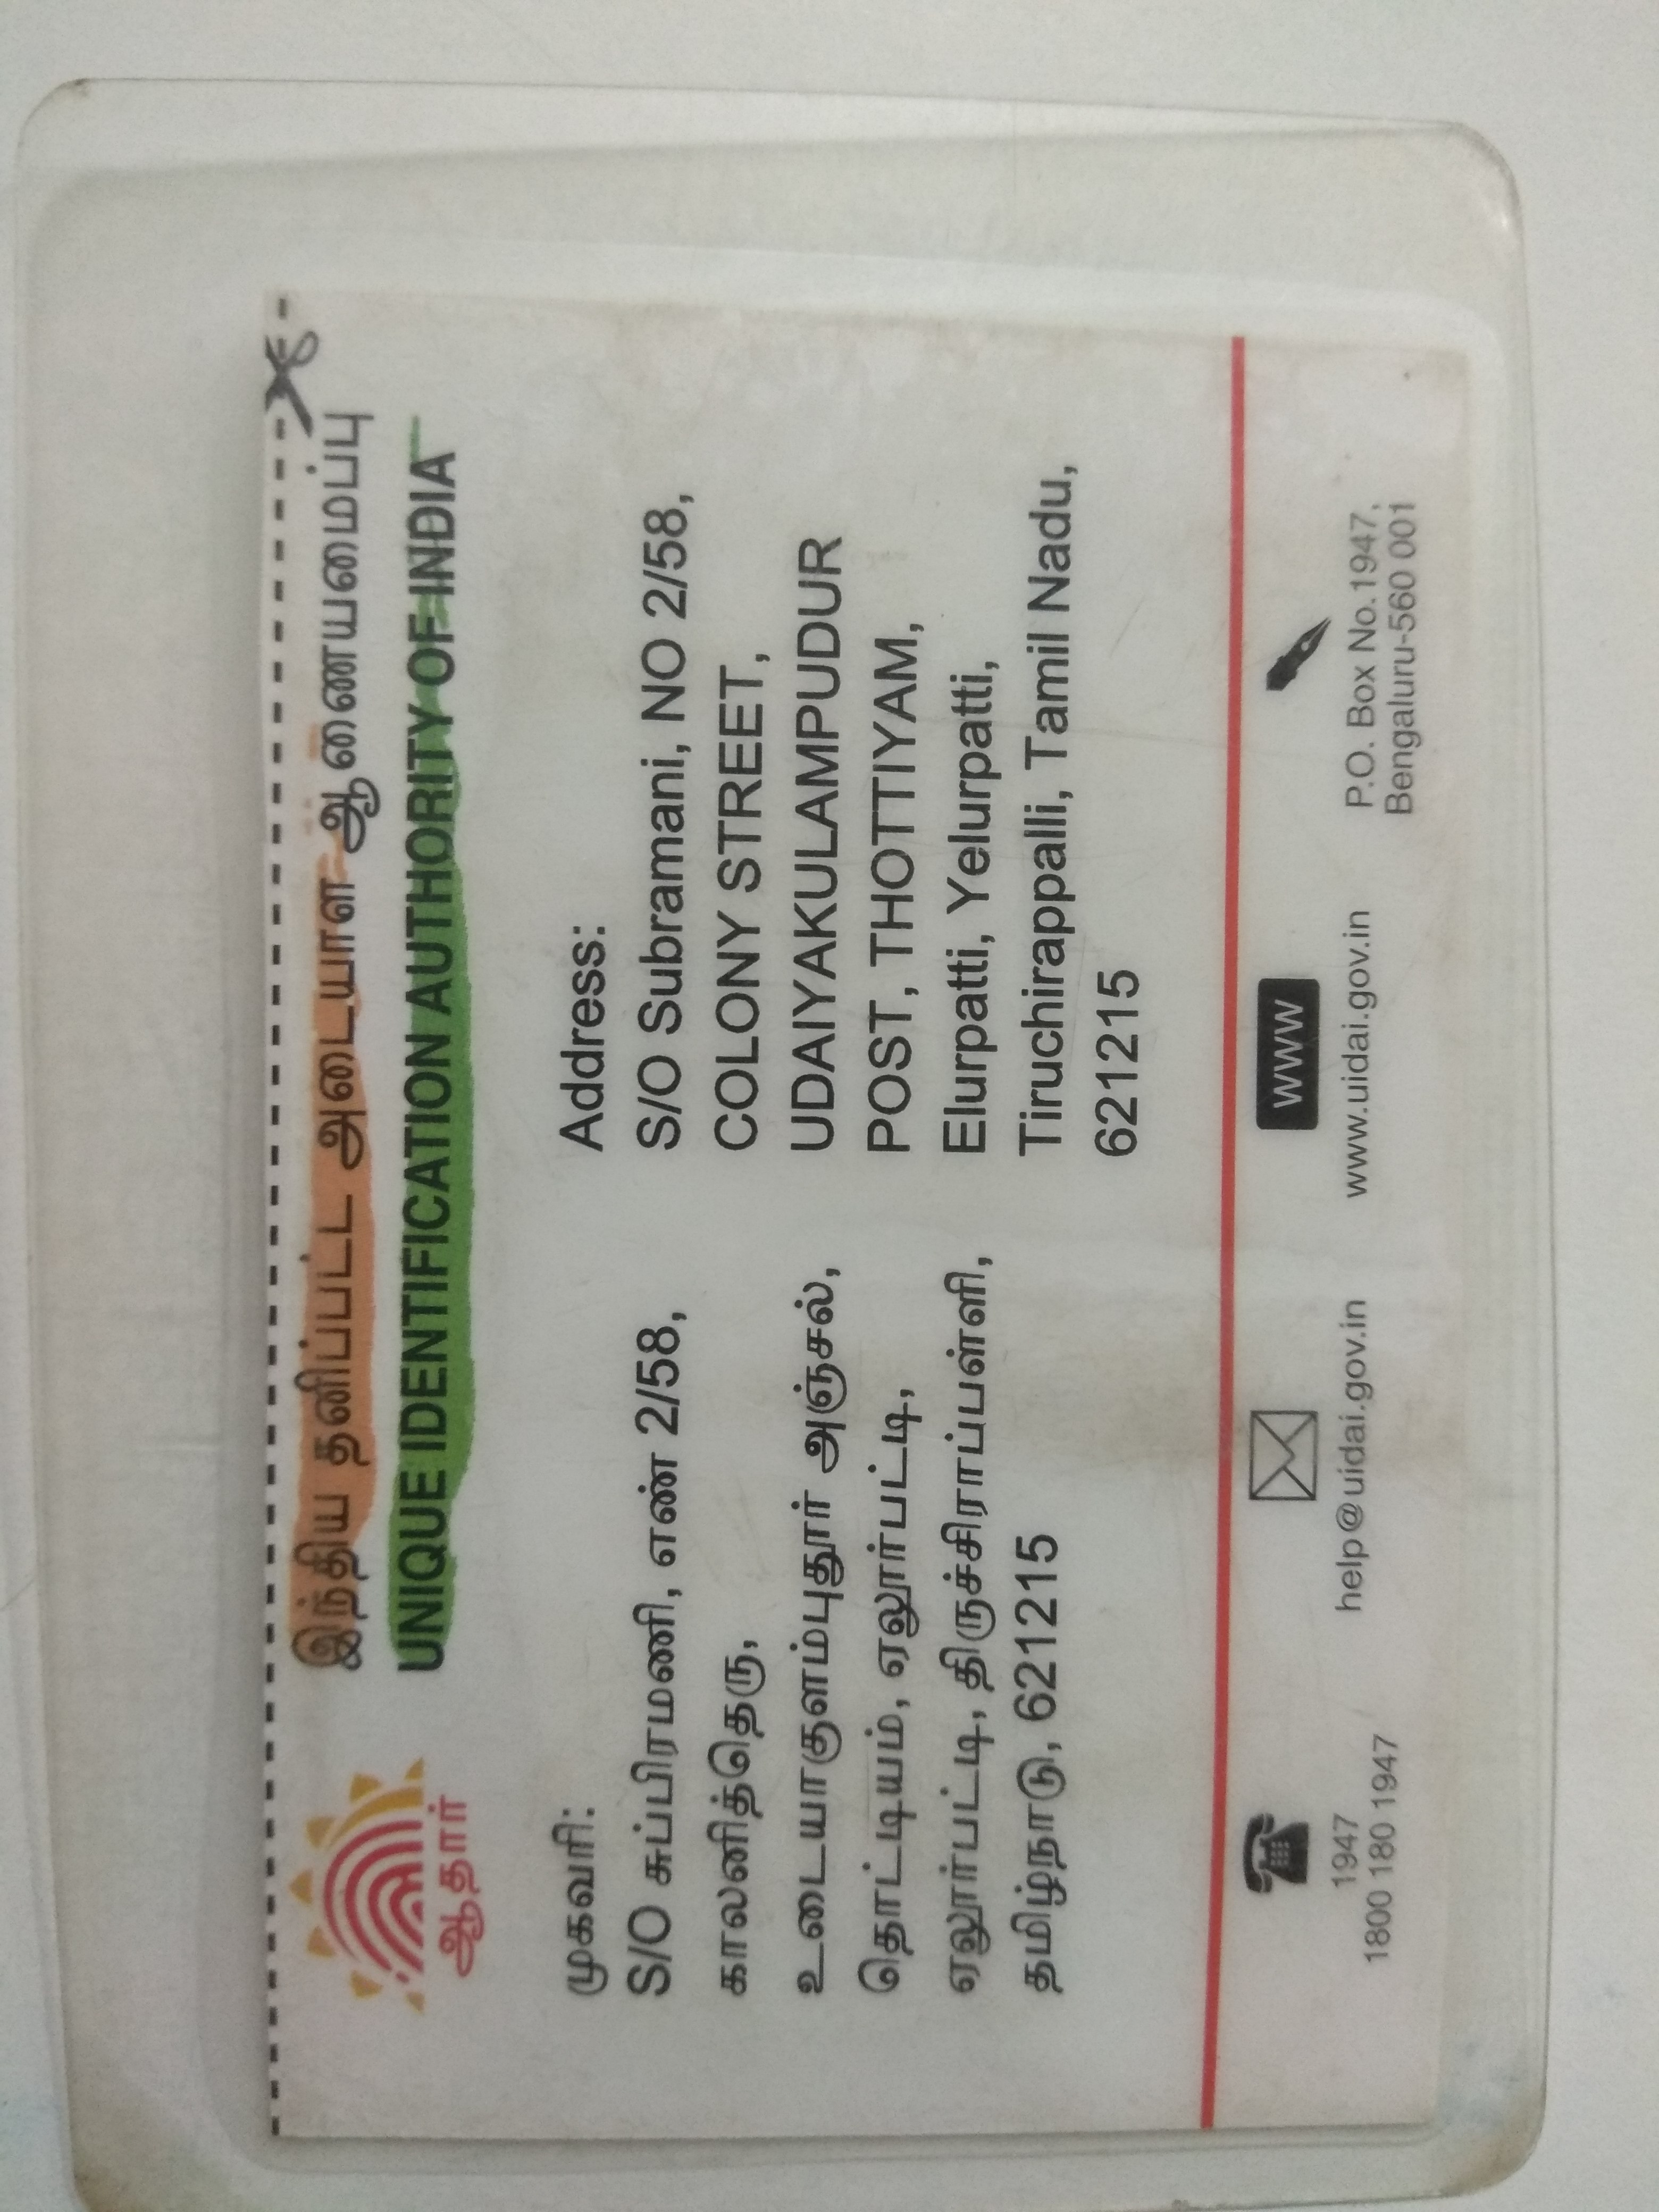 இந்திய தனிப்பட்ட அடையாள ஆணையமைப்பு
UNIQUE IDENTIFICATION AUTHORITY OF INDIA
ஆதார்
முகவரி:
S/O சுப்பிரமணி, எண் 2/58,
காலனித்தெரு,
உடையாகுளம்புதூர் அஞ்சல்,
தொட்டியம், ஏலூர்பட்டி,
ஏலூர்பட்டி, திருச்சிராப்பள்ளி,
தமிழ்நாடு, 621215
Address:
S/O Subramani, NO 2/58,
COLONY STREET,
UDAIYAKULAMPUDUR
POST, THOTTIYAM,
Elurpatti, Yelurpatti,
Tiruchirappalli, Tamil Nadu,
621215
1947
1800 180 1947
help@uidai.gov.in
WWW
www.uidai.gov.in
P.O. Box No.1947,
Bengaluru-560 001